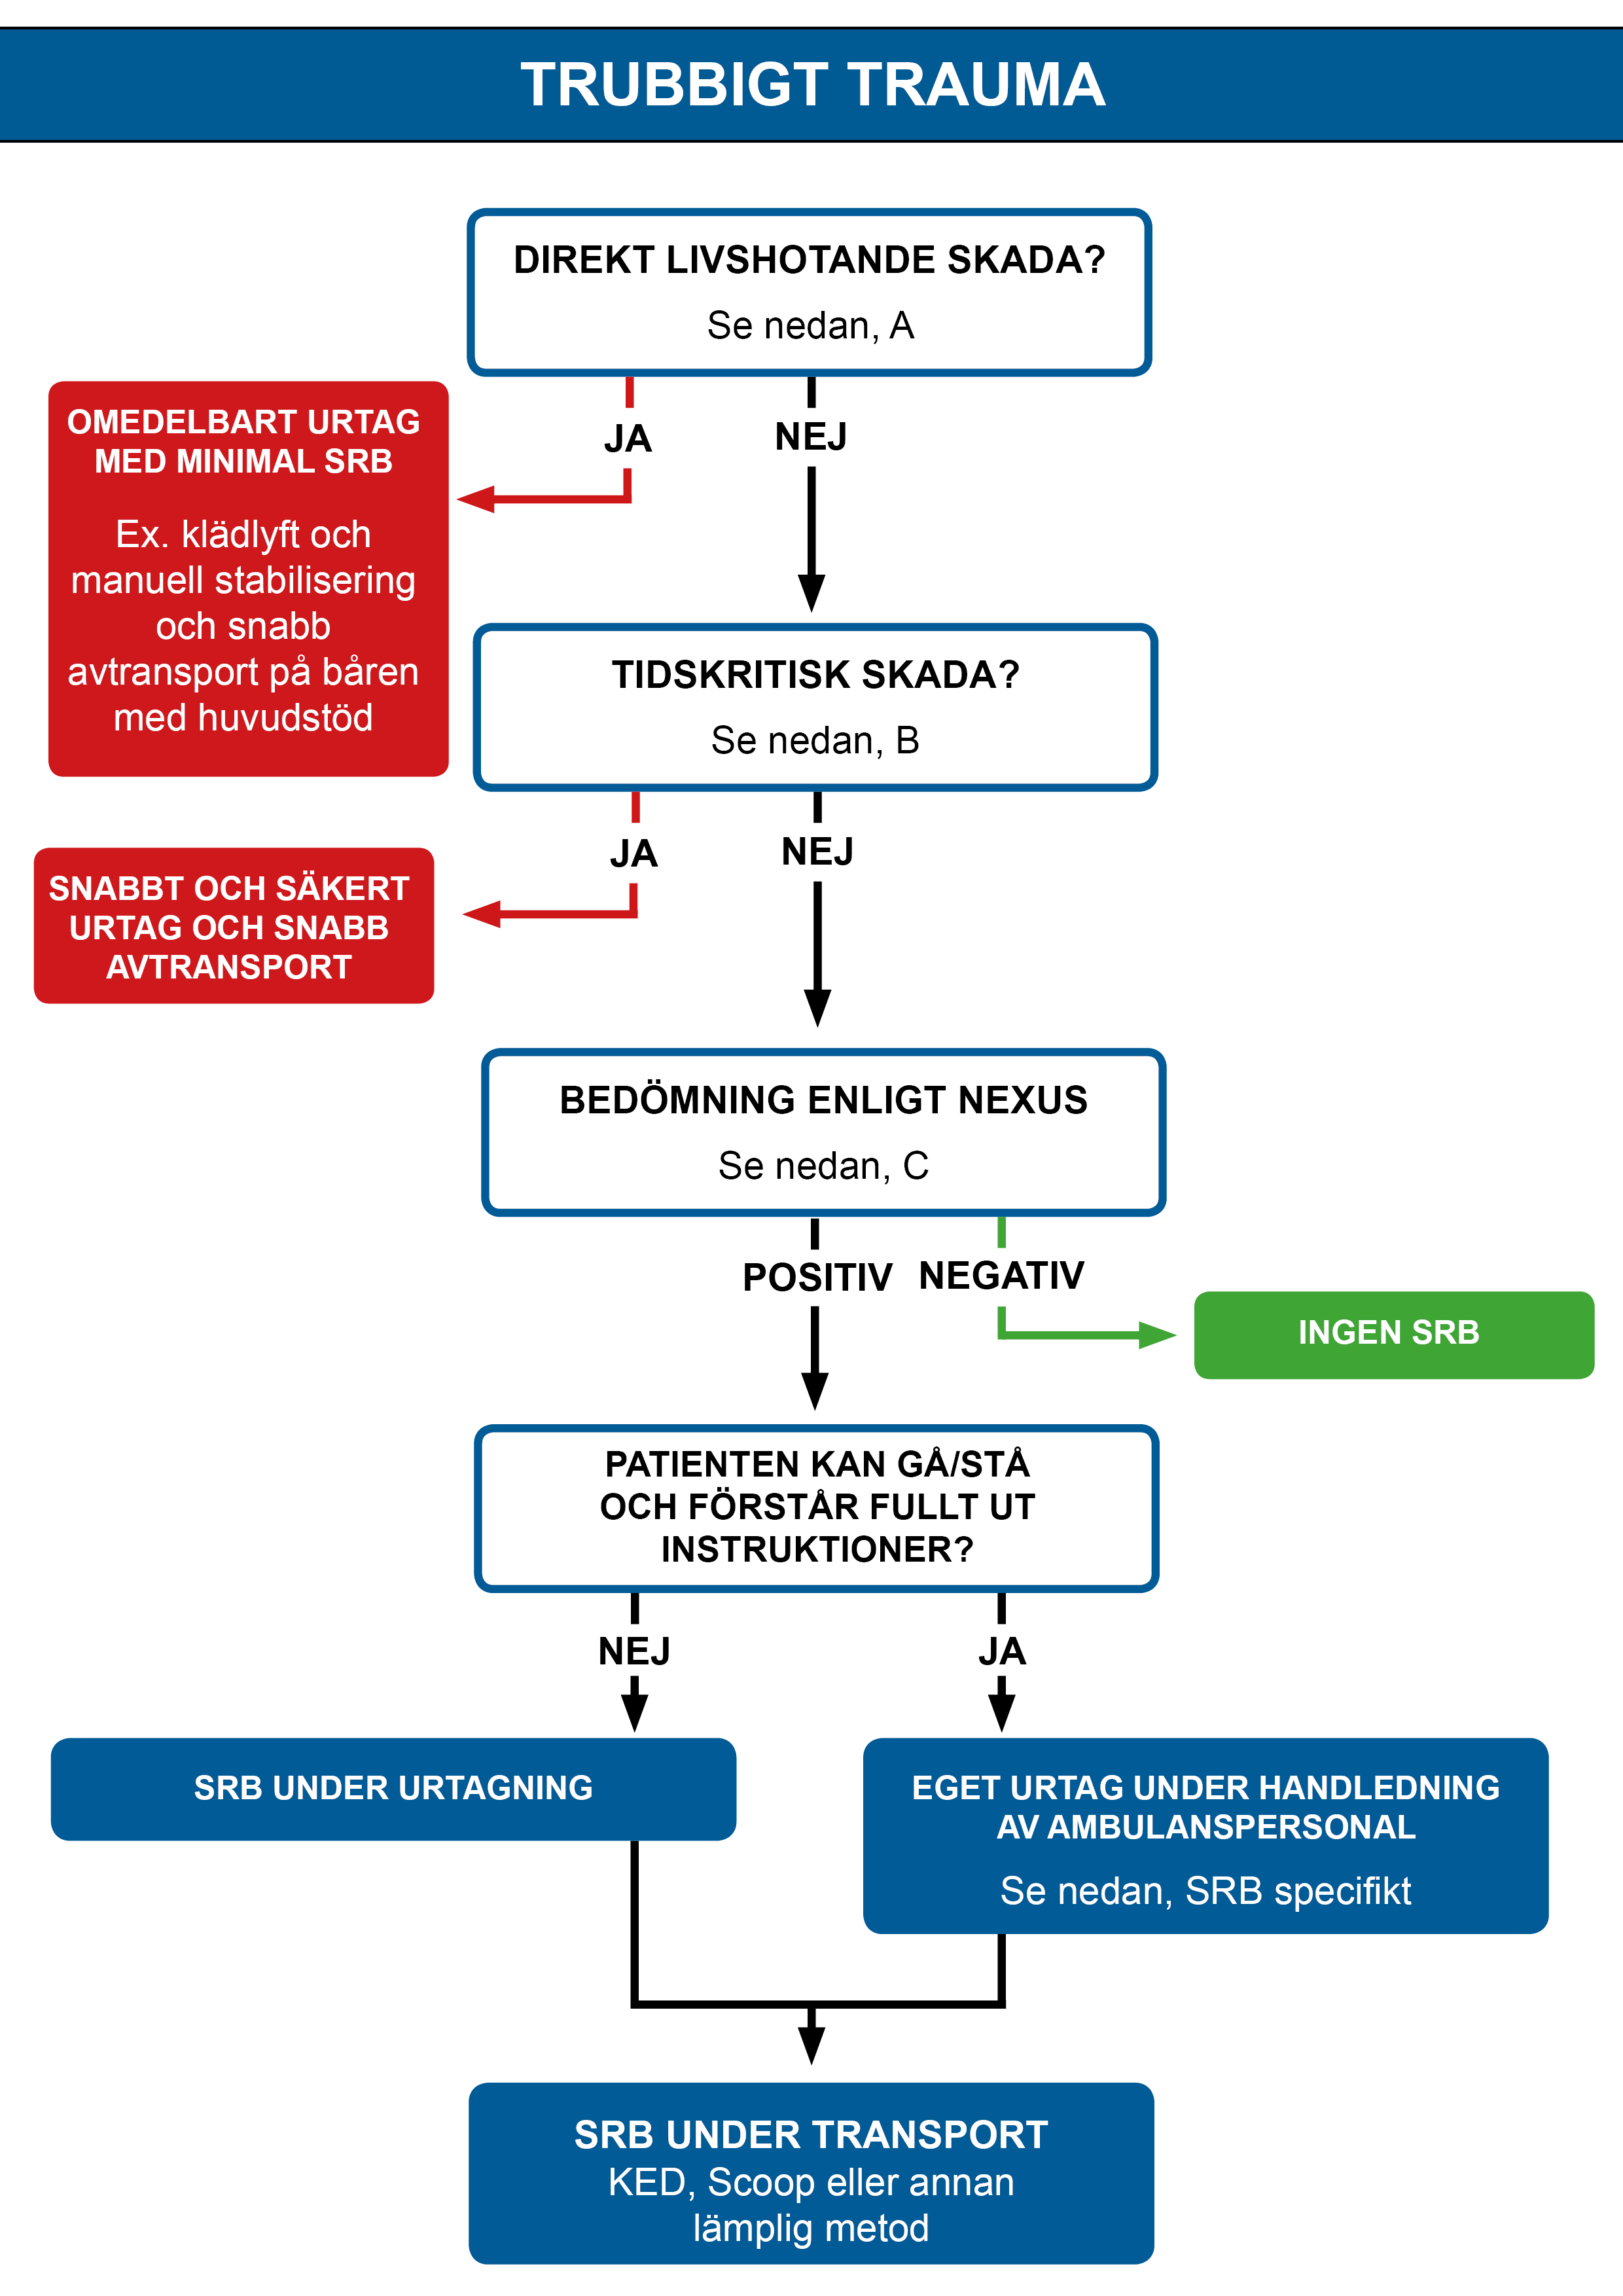 TRUBBIGT TRAUMA
DIREKT LIVSHOTANDE SKADA?
Se nedan, A
JA
NEJ
OMEDELBART URTAG
MED MINIMAL SRB
Ex. klädlyft och
manuell stabilisering
och snabb
avtransport på båren
med huvudstöd
TIDSKRITISK SKADA?
Se nedan, B
JA
NEJ
SNABBT OCH SÄKERT
URTAG OCH SNABB
AVTRANSPORT
BEDÖMNING ENLIGT NEXUS
Se nedan, C
POSITIV
NEGATIV
INGEN SRB
PATIENTEN KAN GÅ/STÅ
OCH FÖRSTÅR FULLT UT
INSTRUKTIONER?
NEJ
JA
SRB UNDER URTAGNING
EGET URTAG UNDER HANDLEDNING
AV AMBULANSPERSONAL
Se nedan, SRB specifikt
SRB UNDER TRANSPORT
KED, Scoop eller annan
lämplig metod